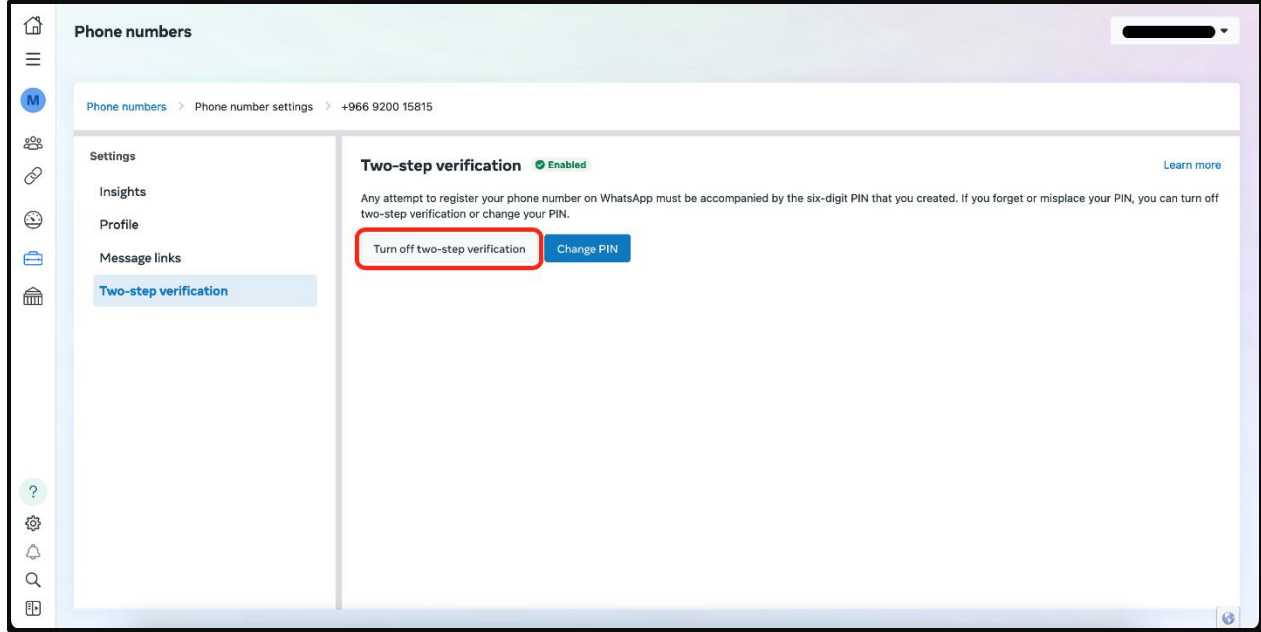 Phone numbers
M
Phone numbers > Phone number settings > +966 9200 15815
Settings
Insights
Profile
Message links
Two-step verification
Two-step verification Enabled Learn more
Any attempt to register your phone number on WhatsApp must be accompanied by the six-digit PIN that you created. If you forget or misplace your PIN, you can turn off
two-step verification or change your PIN.
Turn off two-step verification Change PIN
?